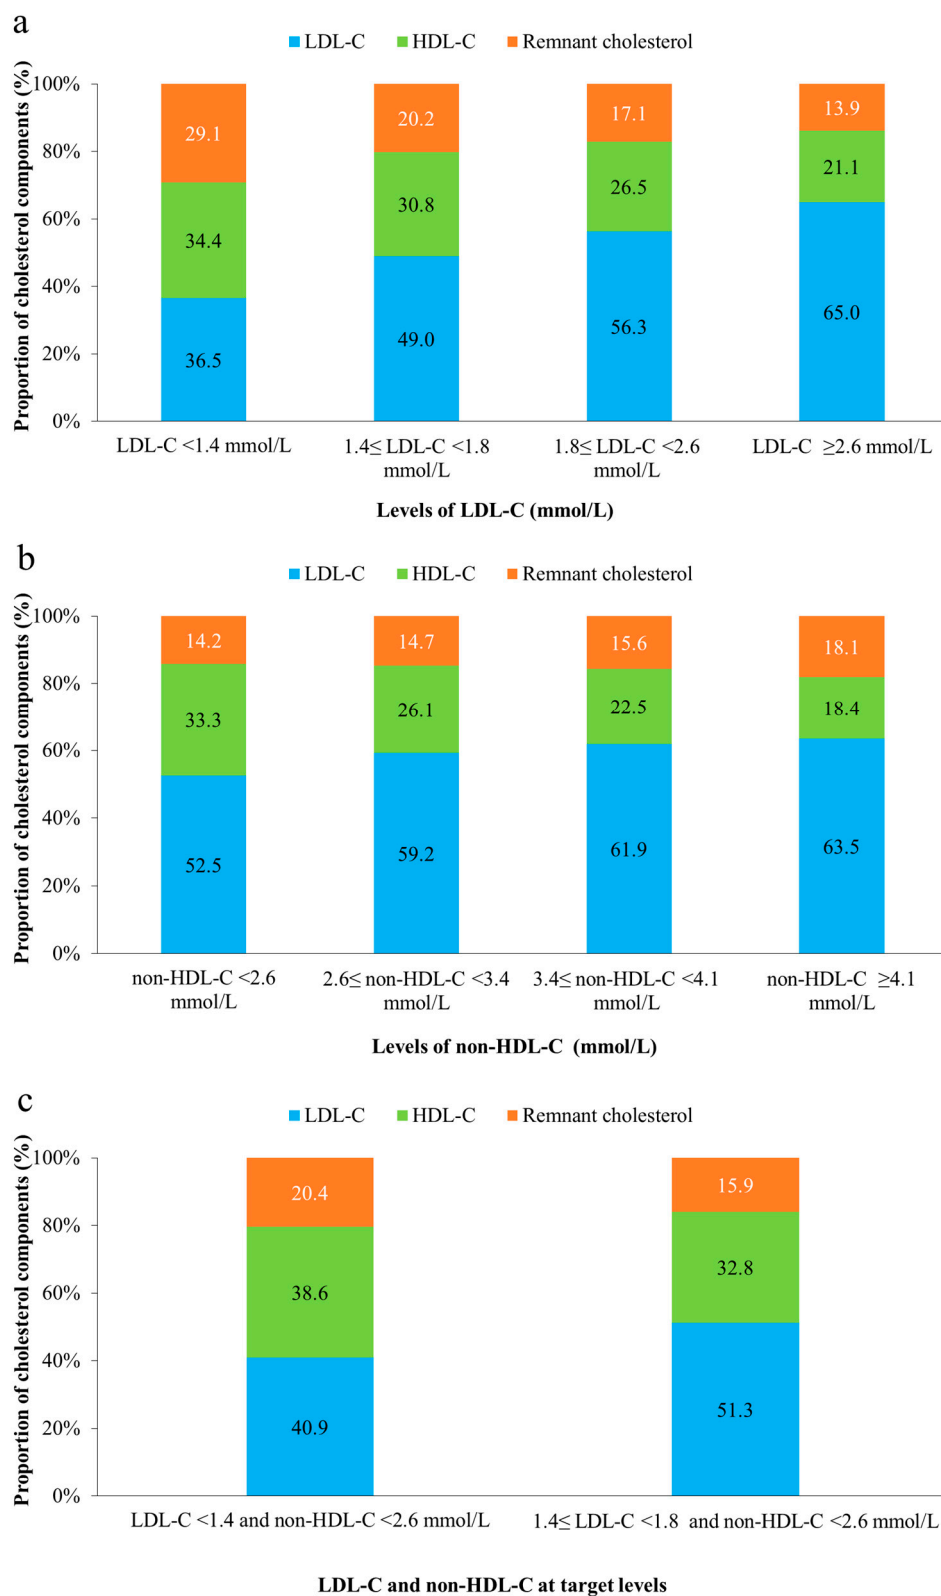 a
LDL-C HDL-C Remnant cholesterol
Proportion of cholesterol components (%)
100%
80%
60%
40%
20%
0%
29.1 20.2 17.1 13.9
34.4 30.8 26.5 21.1
36.5 49.0 56.3 65.0
LDL-C <1.4 mmol/L 1.4≤ LDL-C <1.8 1.8≤ LDL-C <2.6 LDL-C ≥2.6 mmol/L
mmol/L mmol/L
Levels of LDL-C (mmol/L)
b
LDL-C HDL-C Remnant cholesterol
Proportion of cholesterol components (%)
100%
80%
60%
40%
20%
0%
14.2 14.7 15.6 18.1
33.3 26.1 22.5 18.4
52.5 59.2 61.9 63.5
non-HDL-C <2.6 2.6≤ non-HDL-C <3.4 3.4≤ non-HDL-C <4.1 non-HDL-C ≥4.1
mmol/L mmol/L mmol/L mmol/L
Levels of non-HDL-C (mmol/L)
c
LDL-C HDL-C Remnant cholesterol
Proportion of cholesterol components (%)
100%
80%
60%
40%
20%
0%
20.4 15.9
38.6 32.8
40.9 51.3
LDL-C <1.4 and non-HDL-C <2.6 mmol/L 1.4≤ LDL-C <1.8 and non-HDL-C <2.6 mmol/L
LDL-C and non-HDL-C at target levels